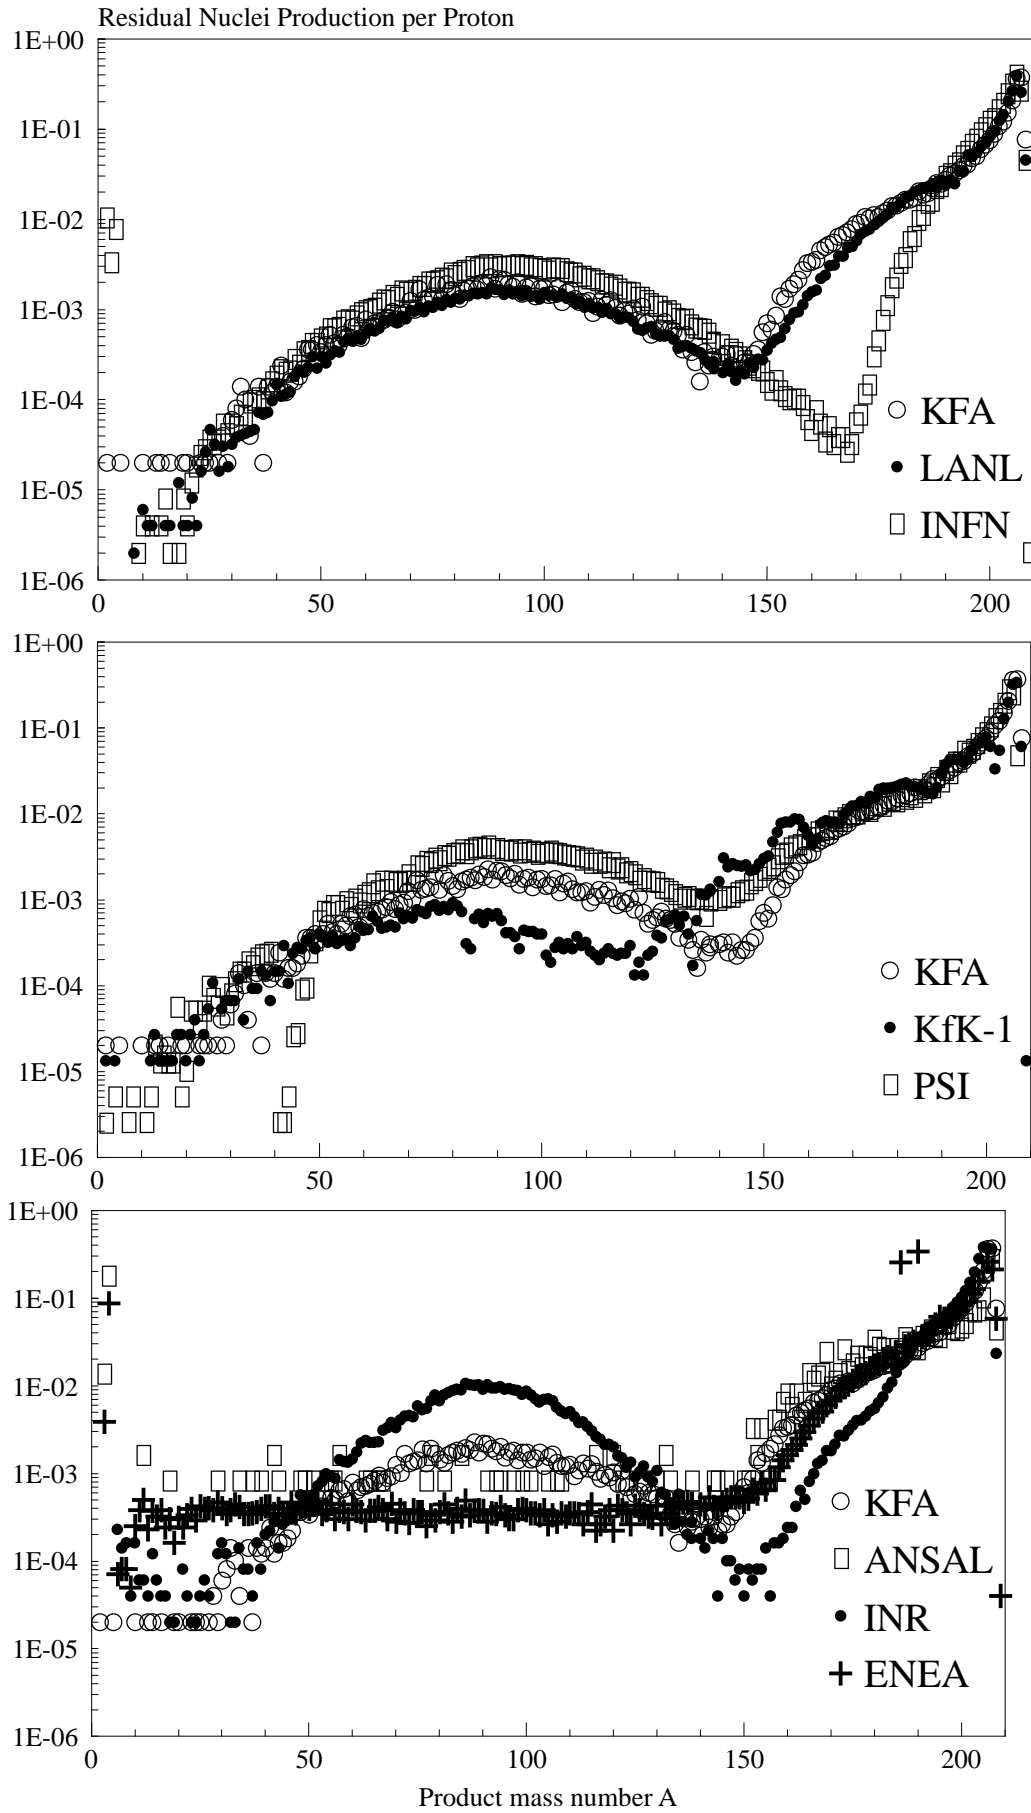 Residual Nuclei Production per Proton
1E+00
1E-01
1E-02
1E-03
1E-04
1E-05
1E-06
0 50 100 150 200
KFA
LANL
INFN
1E+00
1E-01
1E-02
1E-03
1E-04
1E-05
1E-06
0 50 100 150 200
KFA
KfK-1
PSI
1E+00
1E-01
1E-02
1E-03
1E-04
1E-05
1E-06
0 50 100 150 200
KFA
ANSAL
INR
ENEA
Product mass number A